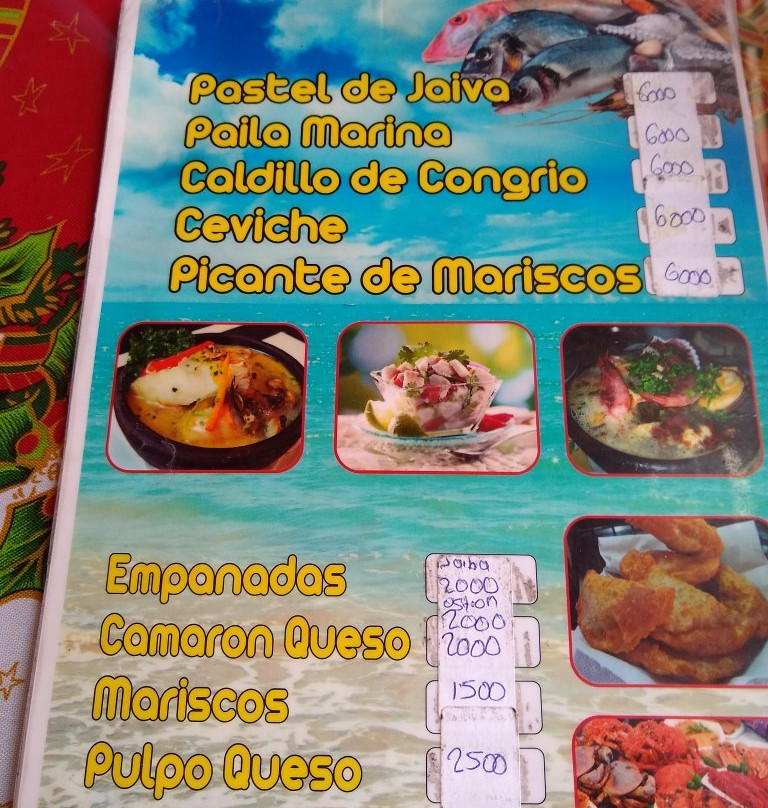 Pastel de Jaiva 6000
Paila Marina 6000
Caldillo de Congrio 6000
Ceviche 6000
Picante de Mariscos 6000
Jaiba
Empanadas 2000
ostion
2000
Camaron Queso 2000
Mariscos 1500
Pulpo Queso 2500